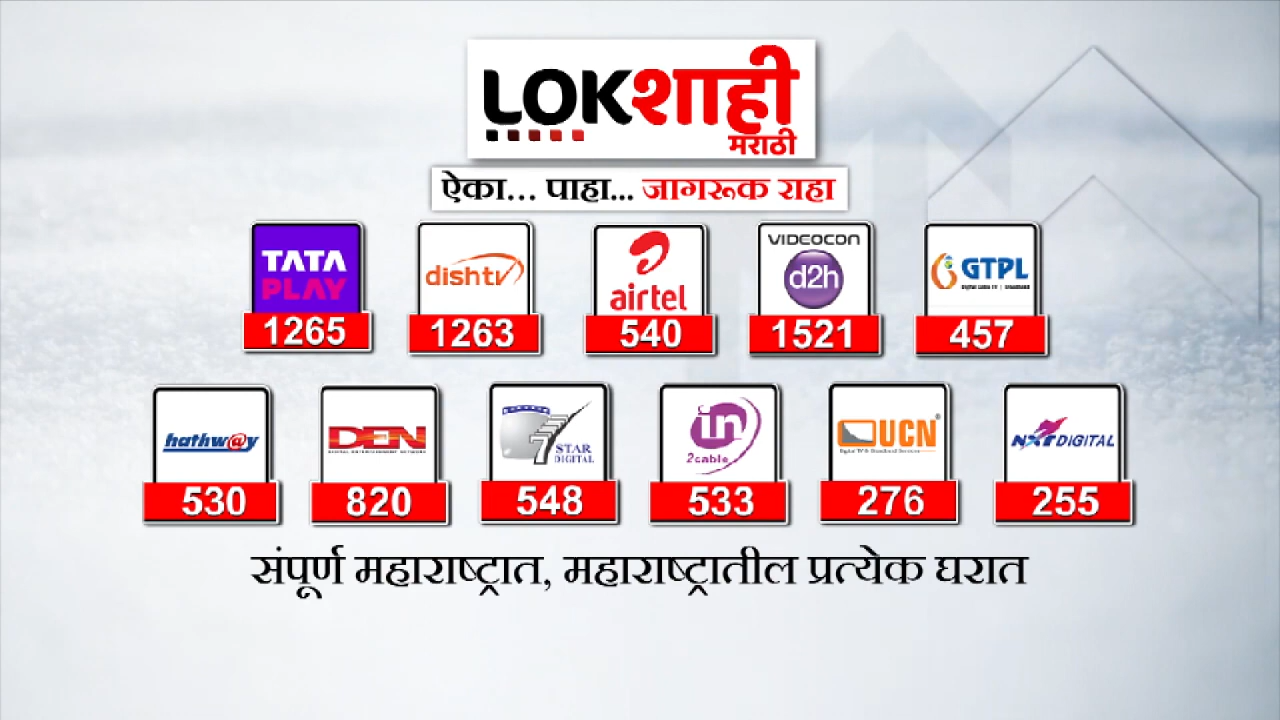 LOKशाही
मराठी
ऐका... पाहा... जागरूक राहा
TATA PLAY
1265
dishtv
1263
airtel
540
VIDEOCON
d2h
1521
GTPL
457
hathw@y
530
DEN
820
7 STAR DIGITAL
548
in
2cable
533
UCN
276
NXT DIGITAL
255
संपूर्ण महाराष्ट्रात, महाराष्ट्रातील प्रत्येक घरात